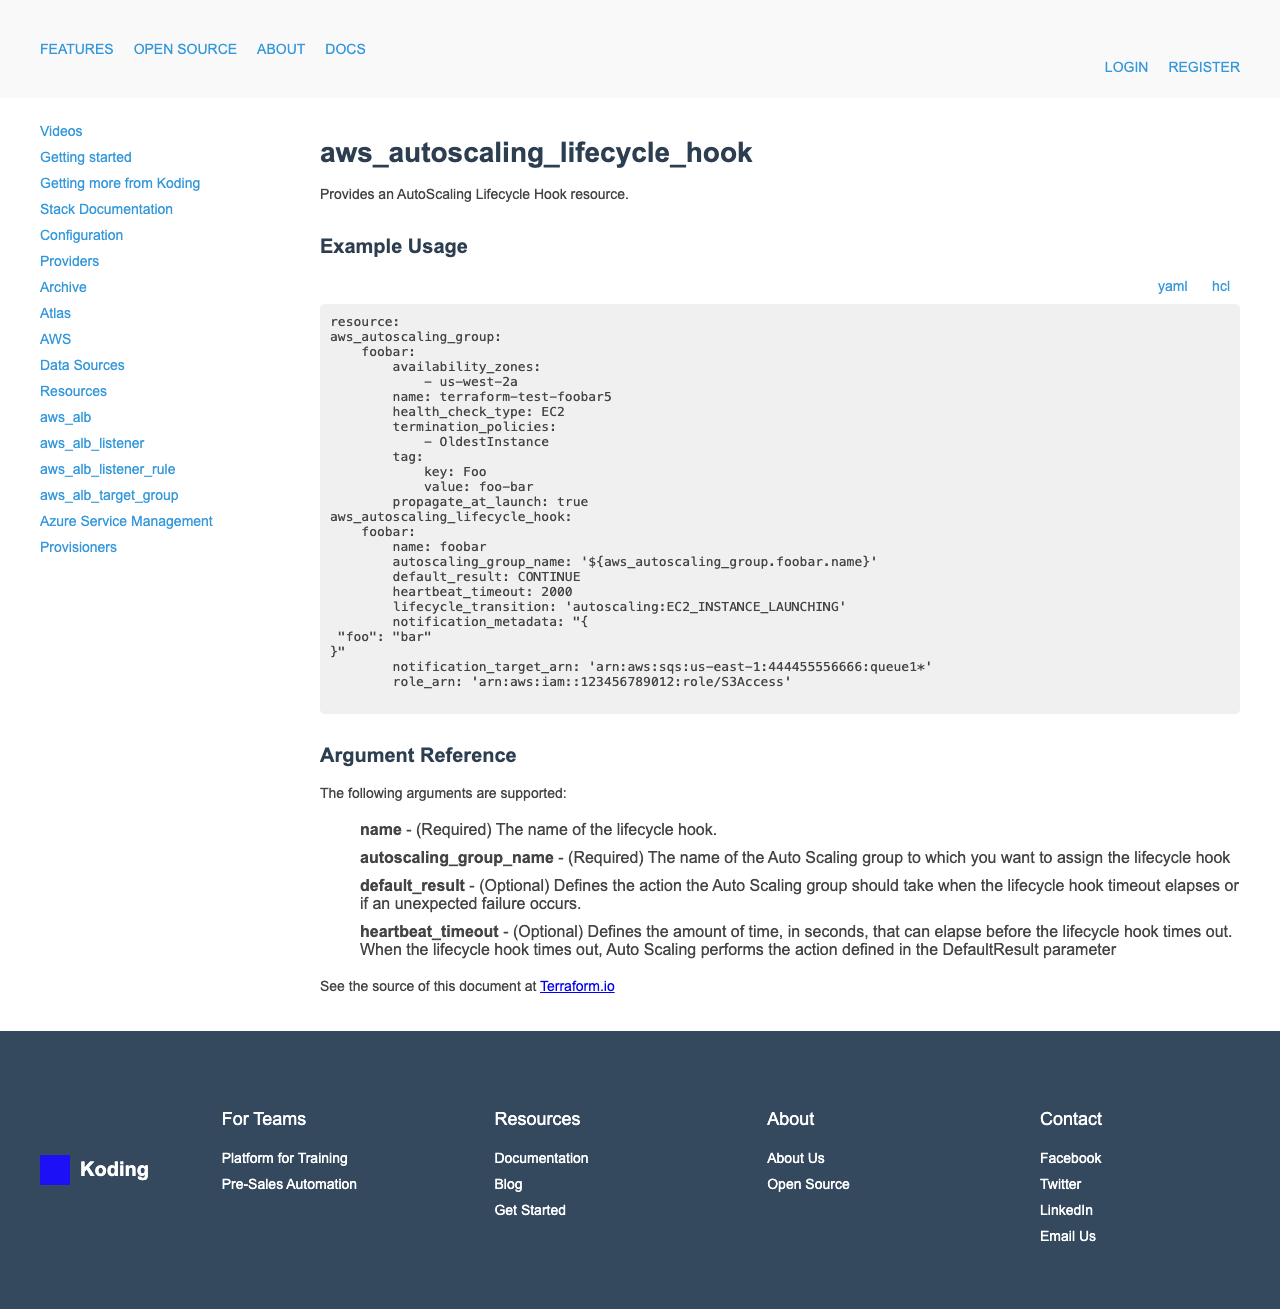 FEATURES OPEN SOURCE ABOUT DOCS
LOGIN REGISTER
Videos
Getting started
Getting more from Koding
Stack Documentation
Configuration
Providers
Archive
Atlas
AWS
Data Sources
Resources
aws_alb
aws_alb_listener
aws_alb_listener_rule
aws_alb_target_group
Azure Service Management
Provisioners
aws_autoscaling_lifecycle_hook
Provides an AutoScaling Lifecycle Hook resource.
Example Usage
yaml hcl
resource:
aws_autoscaling_group:
    foobar:
        availability_zones:
            - us-west-2a
        name: terraform-test-foobar5
        health_check_type: EC2
        termination_policies:
            - OldestInstance
        tag:
            key: Foo
            value: foo-bar
        propagate_at_launch: true
aws_autoscaling_lifecycle_hook:
    foobar:
        name: foobar
        autoscaling_group_name: '${aws_autoscaling_group.foobar.name}'
        default_result: CONTINUE
        heartbeat_timeout: 2000
        lifecycle_transition: 'autoscaling:EC2_INSTANCE_LAUNCHING'
        notification_metadata: "{
 "foo": "bar"
}"
        notification_target_arn: 'arn:aws:sqs:us-east-1:444455556666:queue1*'
        role_arn: 'arn:aws:iam::123456789012:role/S3Access'
Argument Reference
The following arguments are supported:
name - (Required) The name of the lifecycle hook.
autoscaling_group_name - (Required) The name of the Auto Scaling group to which you want to assign the lifecycle hook
default_result - (Optional) Defines the action the Auto Scaling group should take when the lifecycle hook timeout elapses or
if an unexpected failure occurs.
heartbeat_timeout - (Optional) Defines the amount of time, in seconds, that can elapse before the lifecycle hook times out.
When the lifecycle hook times out, Auto Scaling performs the action defined in the DefaultResult parameter
See the source of this document at Terraform.io
Koding
For Teams
Platform for Training
Pre-Sales Automation
Resources
Documentation
Blog
Get Started
About
About Us
Open Source
Contact
Facebook
Twitter
LinkedIn
Email Us